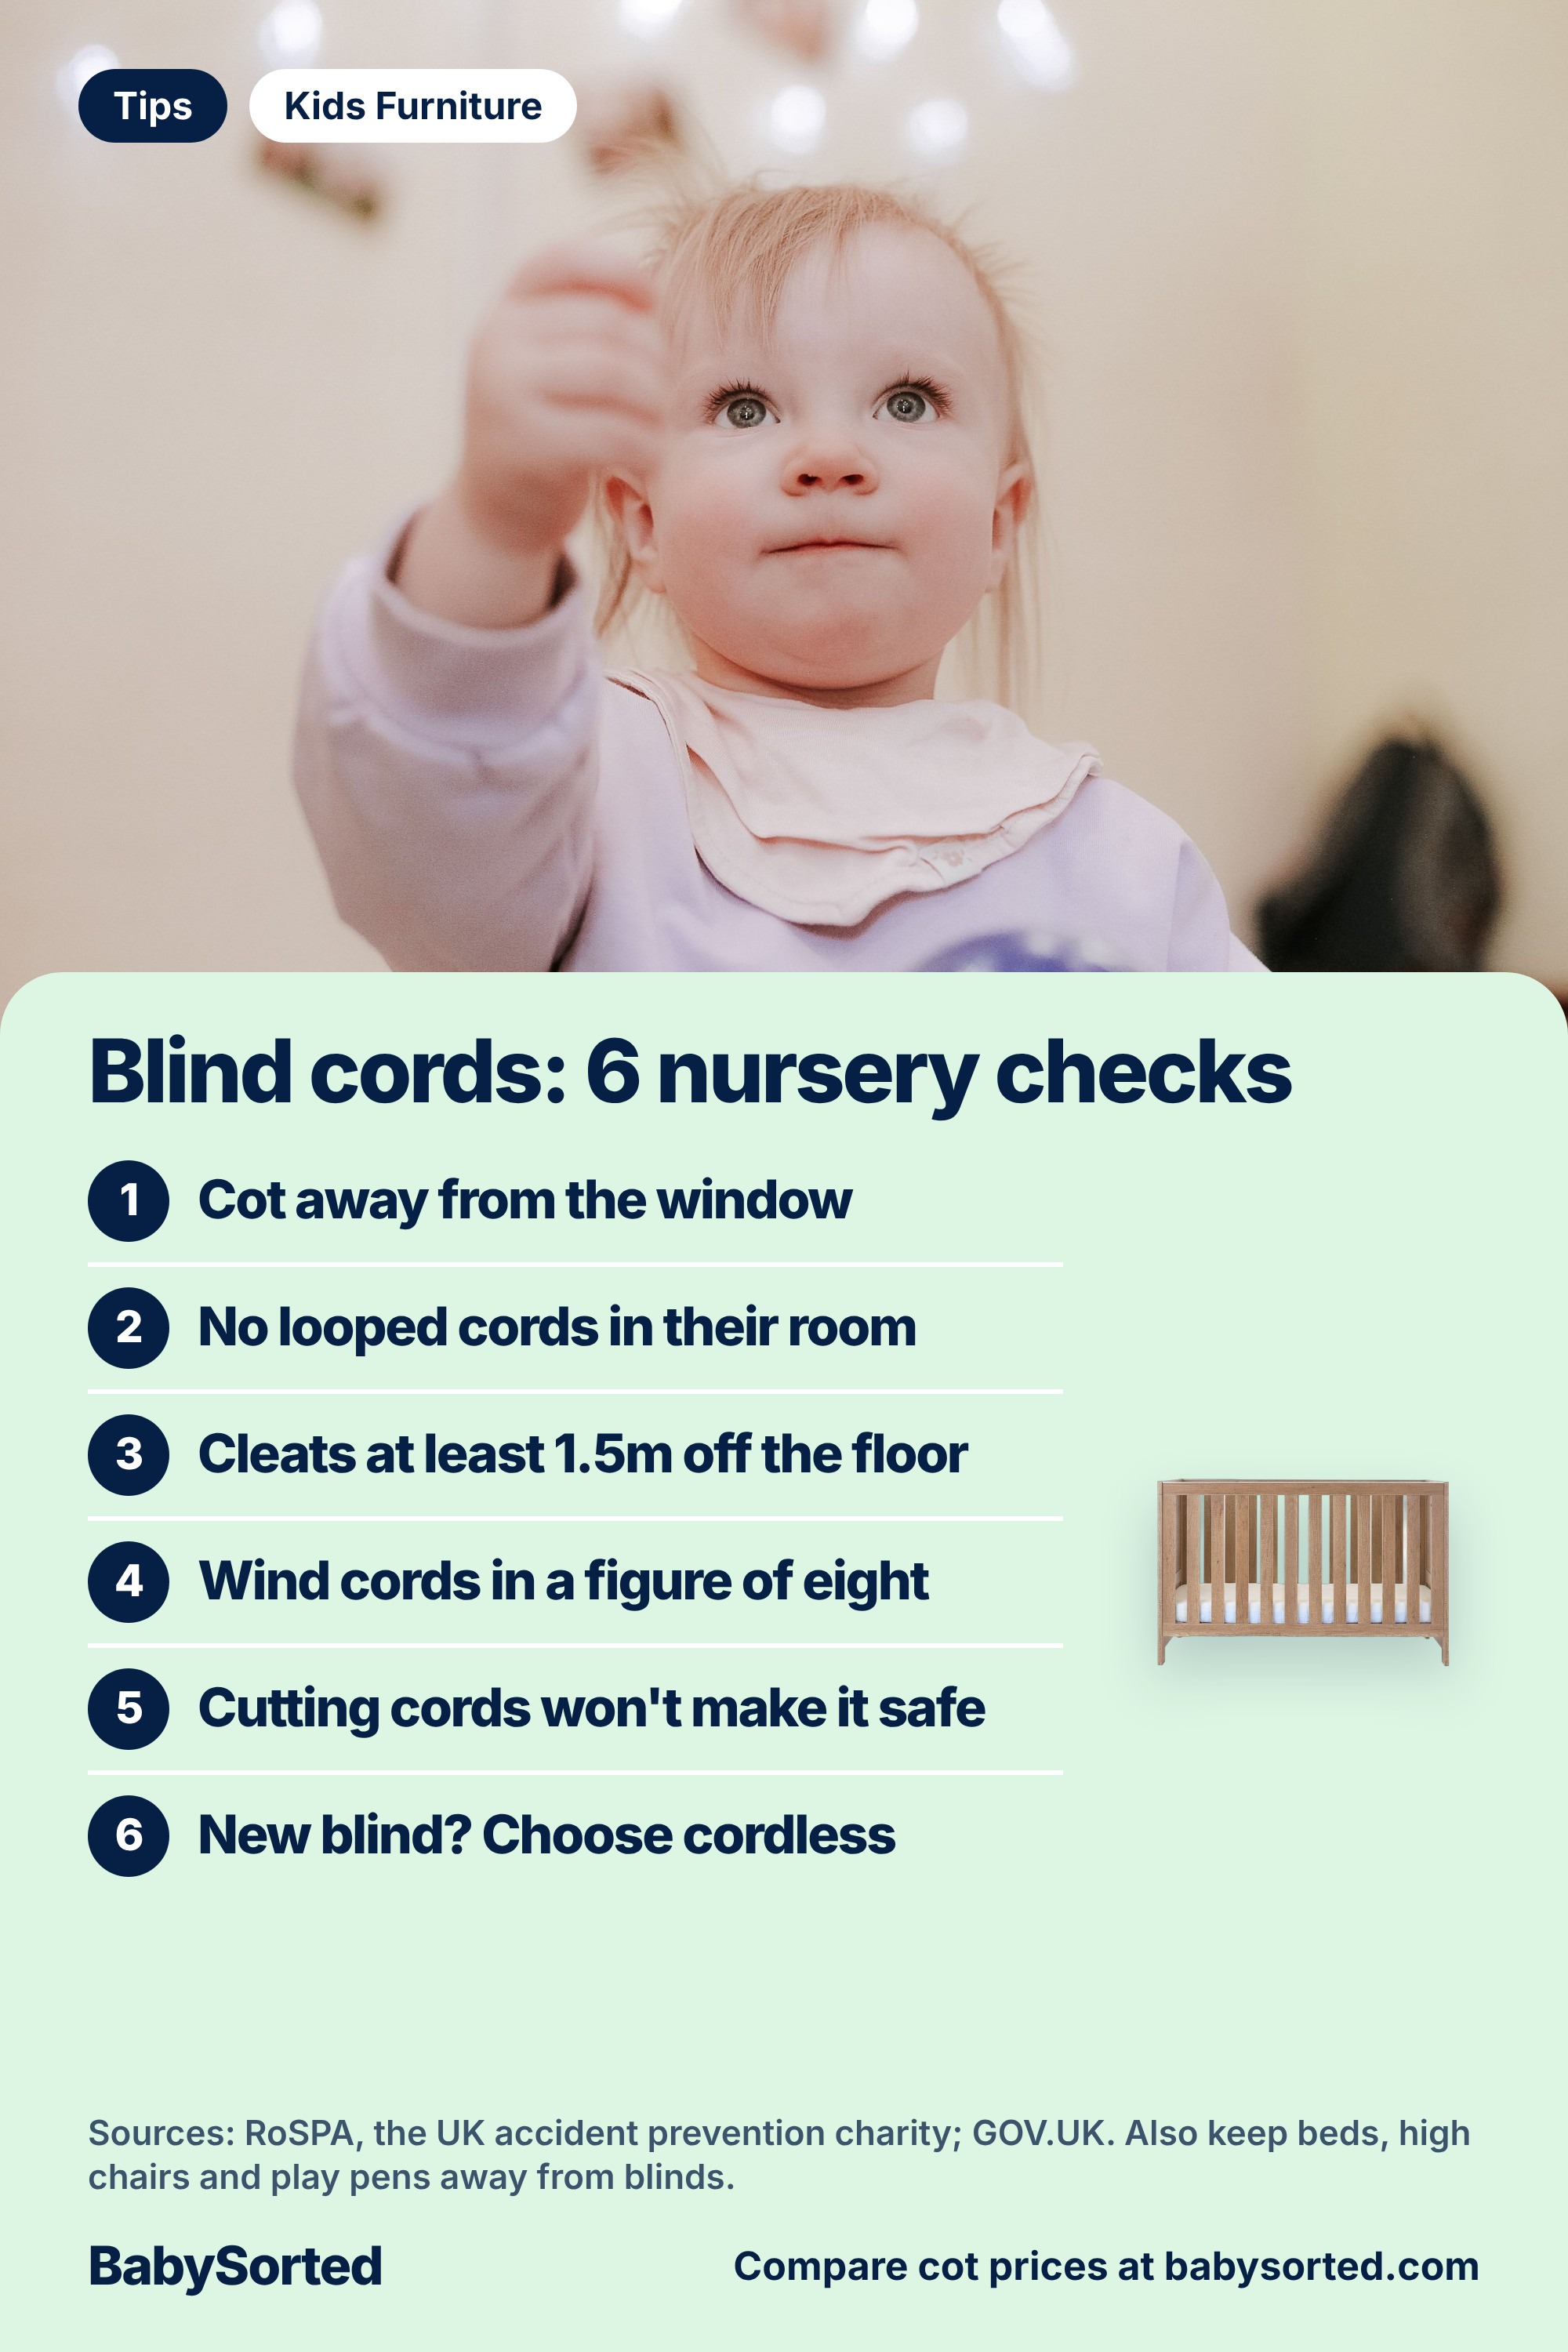 Tips
Kids Furniture
Blind cords: 6 nursery checks
1 Cot away from the window
2 No looped cords in their room
3 Cleats at least 1.5m off the floor
4 Wind cords in a figure of eight
5 Cutting cords won't make it safe
6 New blind? Choose cordless
Sources: RoSPA, the UK accident prevention charity; GOV.UK. Also keep beds, high
chairs and play pens away from blinds.
BabySorted
Compare cot prices at babysorted.com